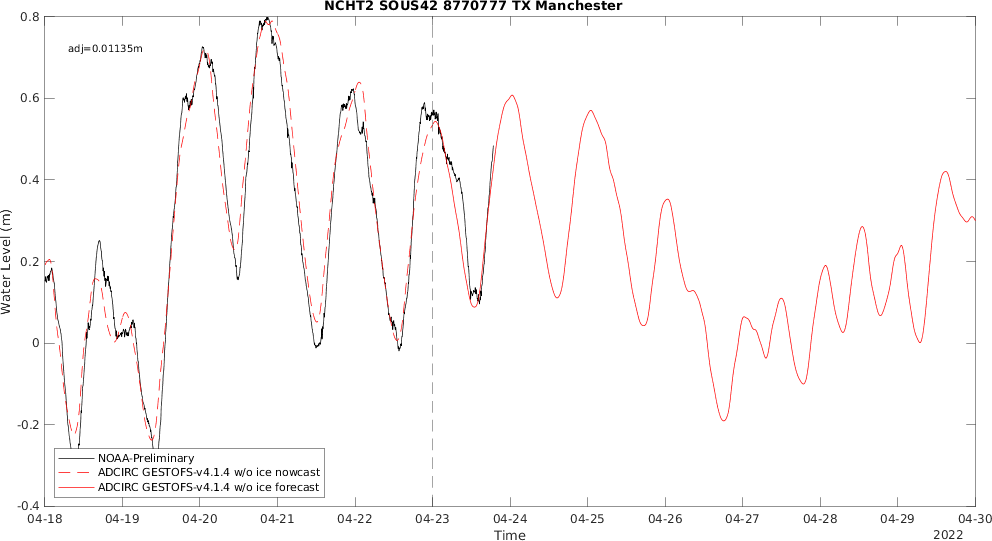 NCHT2 SOUS42 8770777 TX Manchester
adj=0.01135m
0.8
0.6
0.4
0.2
0
-0.2
-0.4
Water Level (m)
NOAA-Preliminary
ADCIRC GESTOFS-v4.1.4 w/o ice nowcast
ADCIRC GESTOFS-v4.1.4 w/o ice forecast
04-18 04-19 04-20 04-21 04-22 04-23 04-24 04-25 04-26 04-27 04-28 04-29 04-30
Time
2022